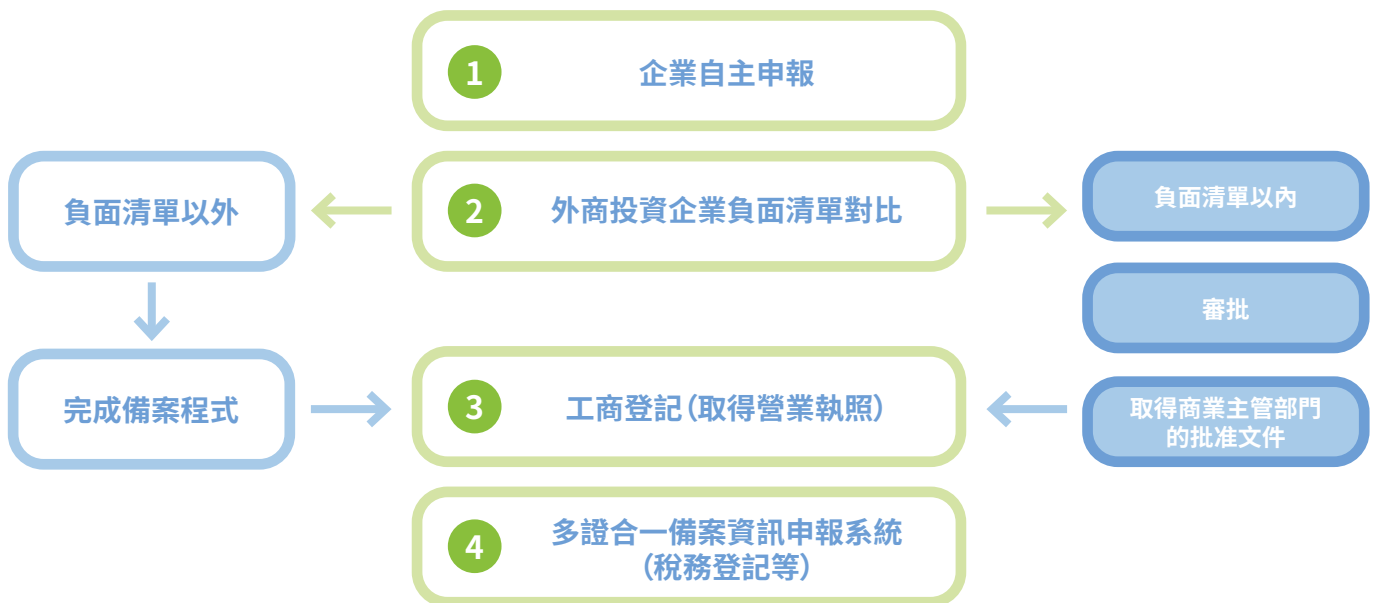 1
企業自主申報
負面清單以外
2
外商投資企業負面清單對比
負面清單以內
審批
完成備案程式
3
工商登記(取得營業執照)
取得商業主管部門
的批准文件
4
多證合一備案資訊申報系統
(稅務登記等)